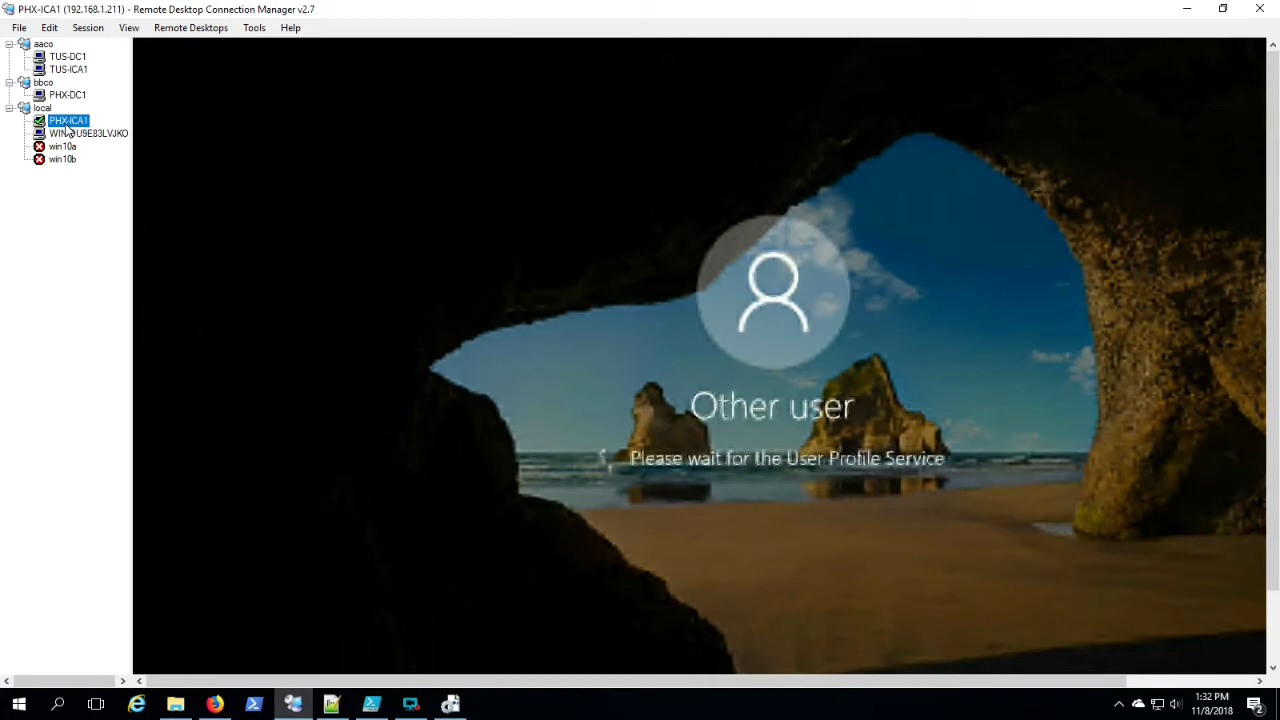 PHX-ICA1 (192.168.1.211) - Remote Desktop Connection Manager v2.7
File Edit Session View Remote Desktops Tools Help
aaco
TUS-DC1
TUS-ICA1
bbco
PHX-DC1
local
PHX-ICA1
win10a
win10b
Other user
Please wait for the User Profile Service
1:32 PM
11/8/2018
2